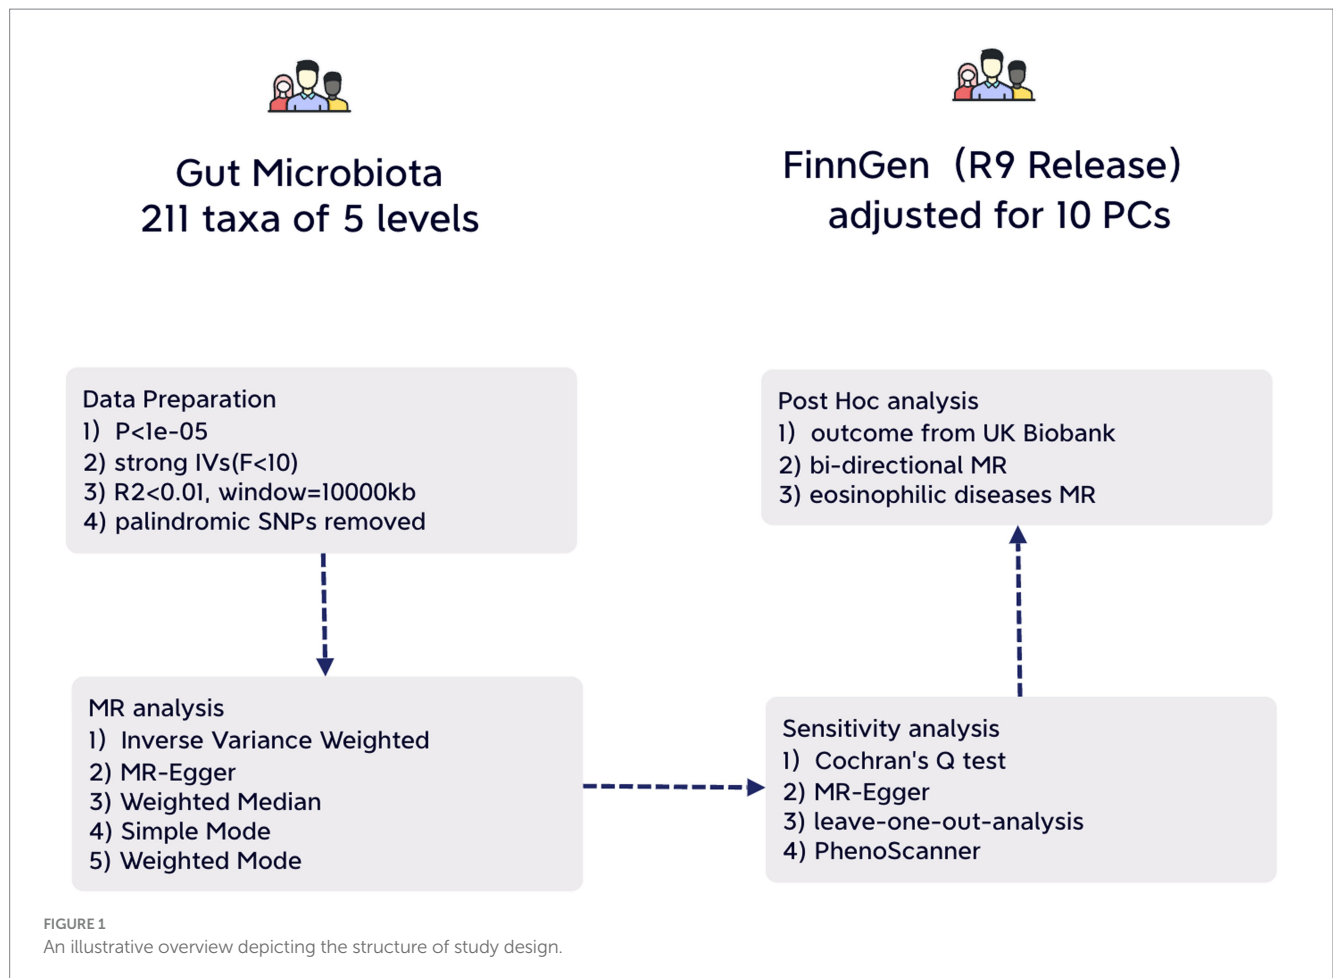 Gut Microbiota
211 taxa of 5 levels
FinnGen (R9 Release)
adjusted for 10 PCs
Data Preparation
1) P<1e-05
2) strong IVs(F<10)
3) R2<0.01, window=10000kb
4) palindromic SNPs removed
MR analysis
1) Inverse Variance Weighted
2) MR-Egger
3) Weighted Median
4) Simple Mode
5) Weighted Mode
Sensitivity analysis
1) Cochran's Q test
2) MR-Egger
3) leave-one-out-analysis
4) PhenoScanner
Post Hoc analysis
1) outcome from UK Biobank
2) bi-directional MR
3) eosinophilic diseases MR
FIGURE 1
An illustrative overview depicting the structure of study design.